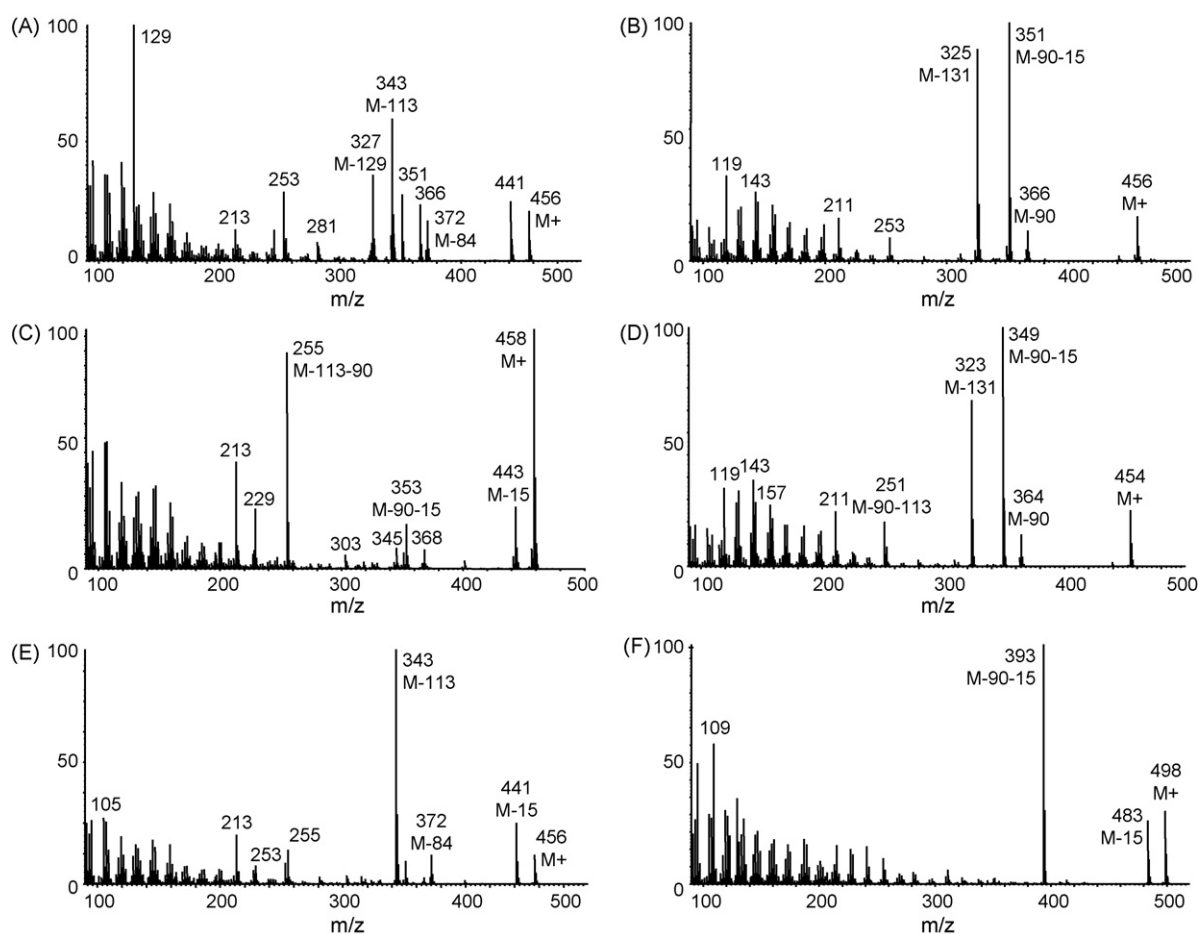 (A)
100
50
0
129
213
253
281
327
M-129
343
M-113
351
366
372
M-84
441
456
M+
100
200
300
400
500
m/z
(B)
100
50
0
119
143
211
253
325
M-131
351
M-90-15
366
M-90
456
M+
100
200
300
400
500
m/z
(C)
100
50
0
213
229
255
M-113-90
303
345
353
M-90-15
368
443
M-15
458
M+
100
200
300
400
500
m/z
(D)
100
50
0
119
143
157
211
251
M-90-113
323
M-131
349
M-90-15
364
M-90
454
M+
100
200
300
400
500
m/z
(E)
100
50
0
105
213
253
255
343
M-113
372
M-84
441
M-15
456
M+
100
200
300
400
500
m/z
(F)
100
50
0
109
393
M-90-15
483
M-15
498
M+
100
200
300
400
500
m/z